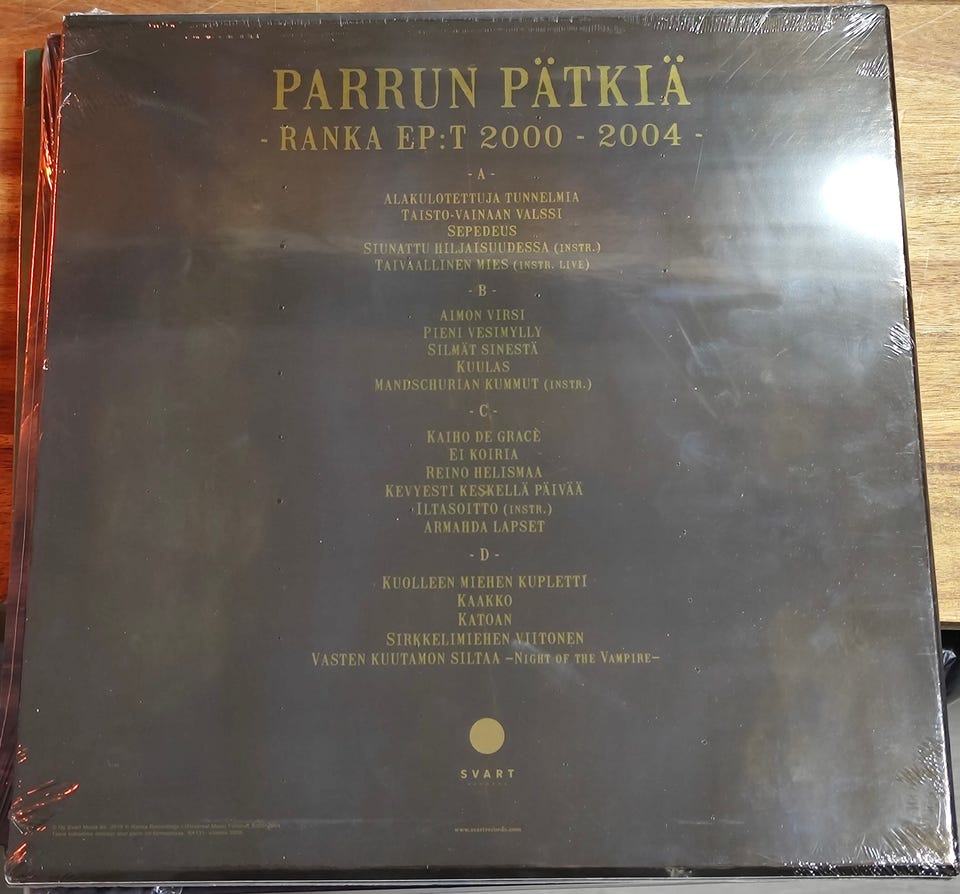 PARRUN PÄTKIÄ
- RANKA EP:T 2000 - 2004 -
- A -
ALAKULOTETTUJA TUNNELMIA
TAISTO-VAINAAN VALSSI
SEPEDEUS
SIUNATTU HILJAISUUDESSA (INSTR.)
TAIVAALLINEN MIES (INSTR. LIVE)
- B -
AIMON VIRSI
PIENI VESIMYLLY
SILMÄT SINESTÄ
KUULAS
MANDSCHURIAN KUMMUT (INSTR.)
- C -
KAIHO DE GRACÈ
EI KOIRIA
REINO HELISMAA
KEVYESTI KESKELLÄ PÄIVÄÄ
ILTASOITTO (INSTR.)
ARMAHDA LAPSET
- D -
KUOLLEEN MIEHEN KUPLETTI
KAAKKO
KATOAN
SIRKKELIMIEHEN VIITONEN
VASTEN KUUTAMON SILTAA –NIGHT OF THE VAMPIRE–
SVART
www.svartrecords.com